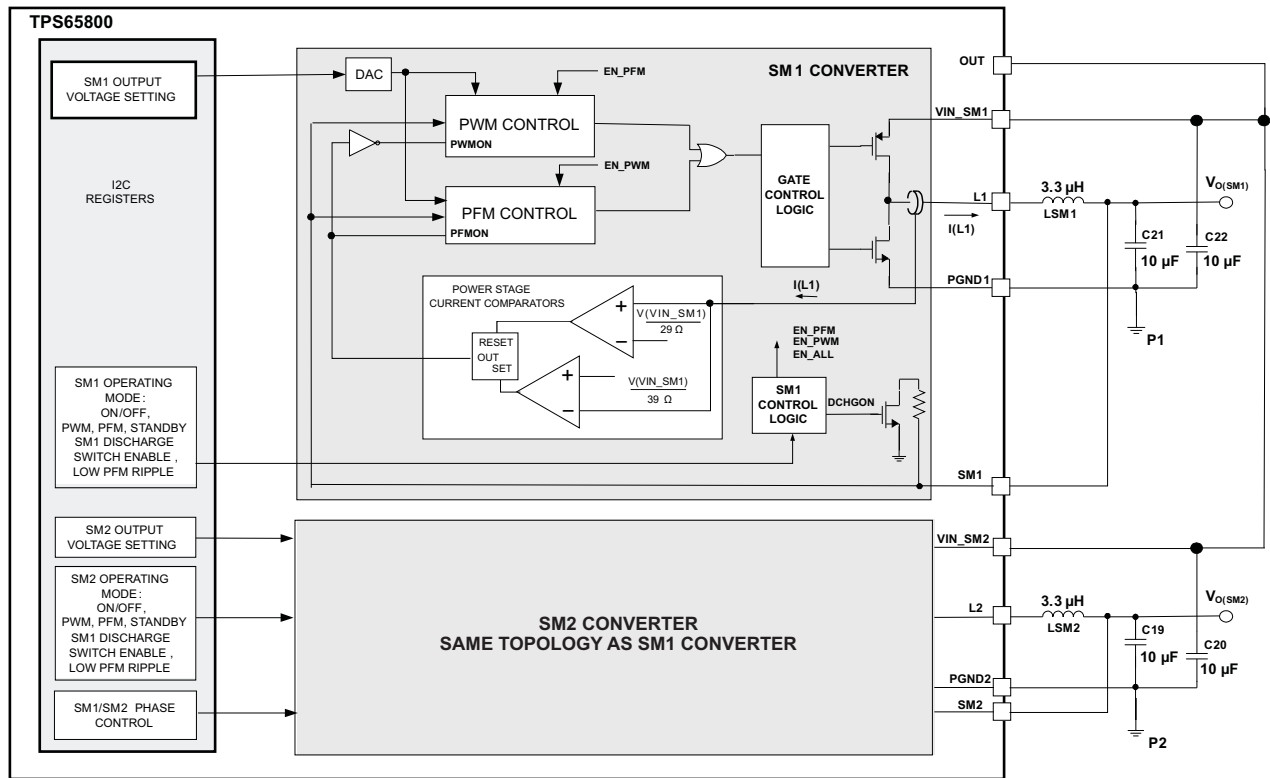 TPS65800
SM1 OUTPUT
VOLTAGE SETTING
I2C
REGISTERS
SM1 OPERATING
MODE:
ON/OFF,
PWM, PFM, STANDBY
SM1 DISCHARGE
SWITCH ENABLE ,
LOW PFM RIPPLE
SM2 OUTPUT
VOLTAGE SETTING
SM2 OPERATING
MODE:
ON/OFF,
PWM, PFM, STANDBY
SM1 DISCHARGE
SWITCH ENABLE ,
LOW PFM RIPPLE
SM1/SM2 PHASE
CONTROL
DAC
EN_PFM
SM1 CONVERTER
PWM CONTROL
PWMON
EN_PWM
PFM CONTROL
PFMON
GATE
CONTROL
LOGIC
POWER STAGE
CURRENT COMPARATORS
I(L1)
+
V(VIN_SM1)
29 Ω
−
RESET
OUT
SET
+
V(VIN_SM1)
39 Ω
−
EN_PFM
EN_PWM
EN_ALL
SM1
CONTROL
LOGIC
DCHGON
SM2 CONVERTER
SAME TOPOLOGY AS SM1 CONVERTER
OUT
VIN_SM1
L1
I(L1)
PGND1
SM1
VIN_SM2
L2
PGND2
SM2
3.3 µH
LSM1
VO(SM1)
C21
10 µF
C22
10 µF
P1
3.3 µH
LSM2
VO(SM2)
C19
10 µF
C20
10 µF
P2